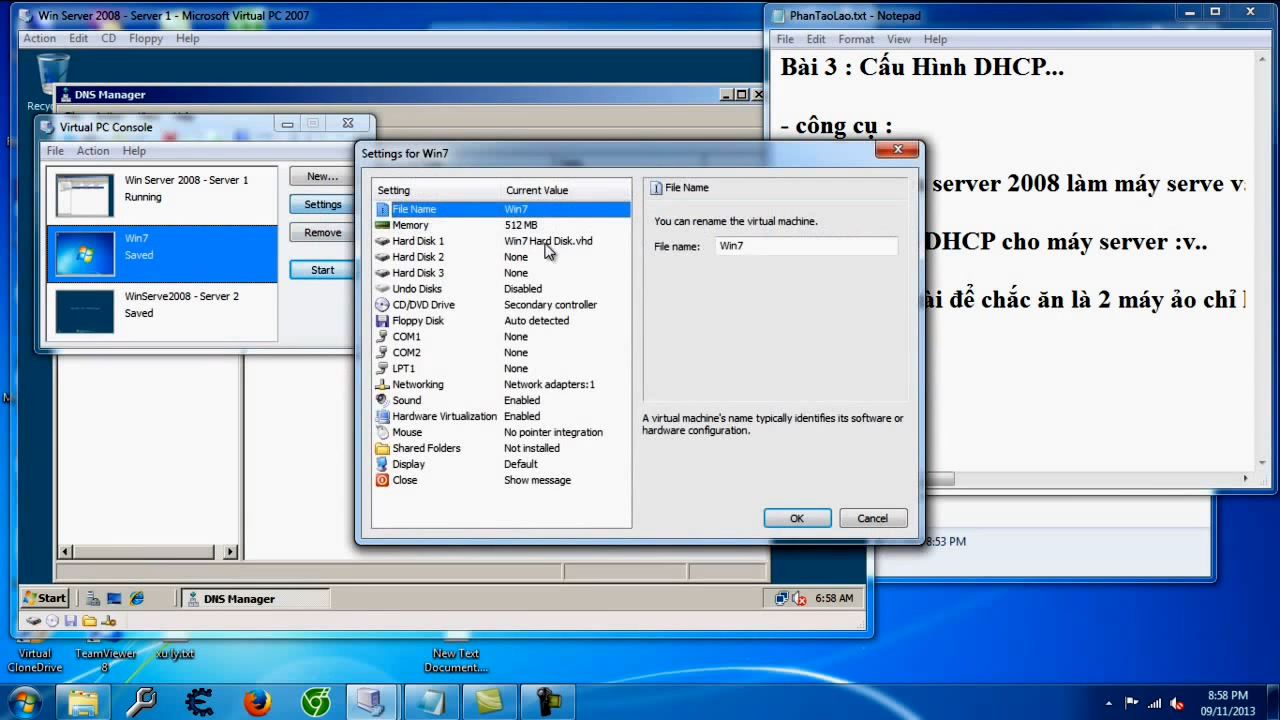 Win Server 2008 - Server 1 - Microsoft Virtual PC 2007
Action Edit CD Floppy Help
DNS Manager
Virtual PC Console
File Action Help
Win Server 2008 - Server 1
Running
Win7
Saved
WinServe2008 - Server 2
Saved
New...
Settings
Remove
Start
Settings for Win7
Setting Current Value
File Name Win7
Memory 512 MB
Hard Disk 1 Win7 Hard Disk.vhd
Hard Disk 2 None
Hard Disk 3 None
Undo Disks Disabled
CD/DVD Drive Secondary controller
Floppy Disk Auto detected
COM1 None
COM2 None
LPT1 None
Networking Network adapters:1
Sound Enabled
Hardware Virtualization Enabled
Mouse No pointer integration
Shared Folders Not installed
Display Default
Close Show message
File Name
You can rename the virtual machine.
File name: Win7
A virtual machine's name typically identifies its software or
hardware configuration.
OK Cancel
PhanTaoLao.txt - Notepad
File Edit Format View Help
Bài 3 : Cấu Hình DHCP...
- công cụ :
server 2008 làm máy serve v
DHCP cho máy server :v..
để chắc ăn là 2 máy ảo chỉ
8:53 PM
Start DNS Manager 6:58 AM
Virtual
CloneDrive
TeamViewer
8
xu ly.txt
New Text
Document....
8:58 PM
09/11/2013